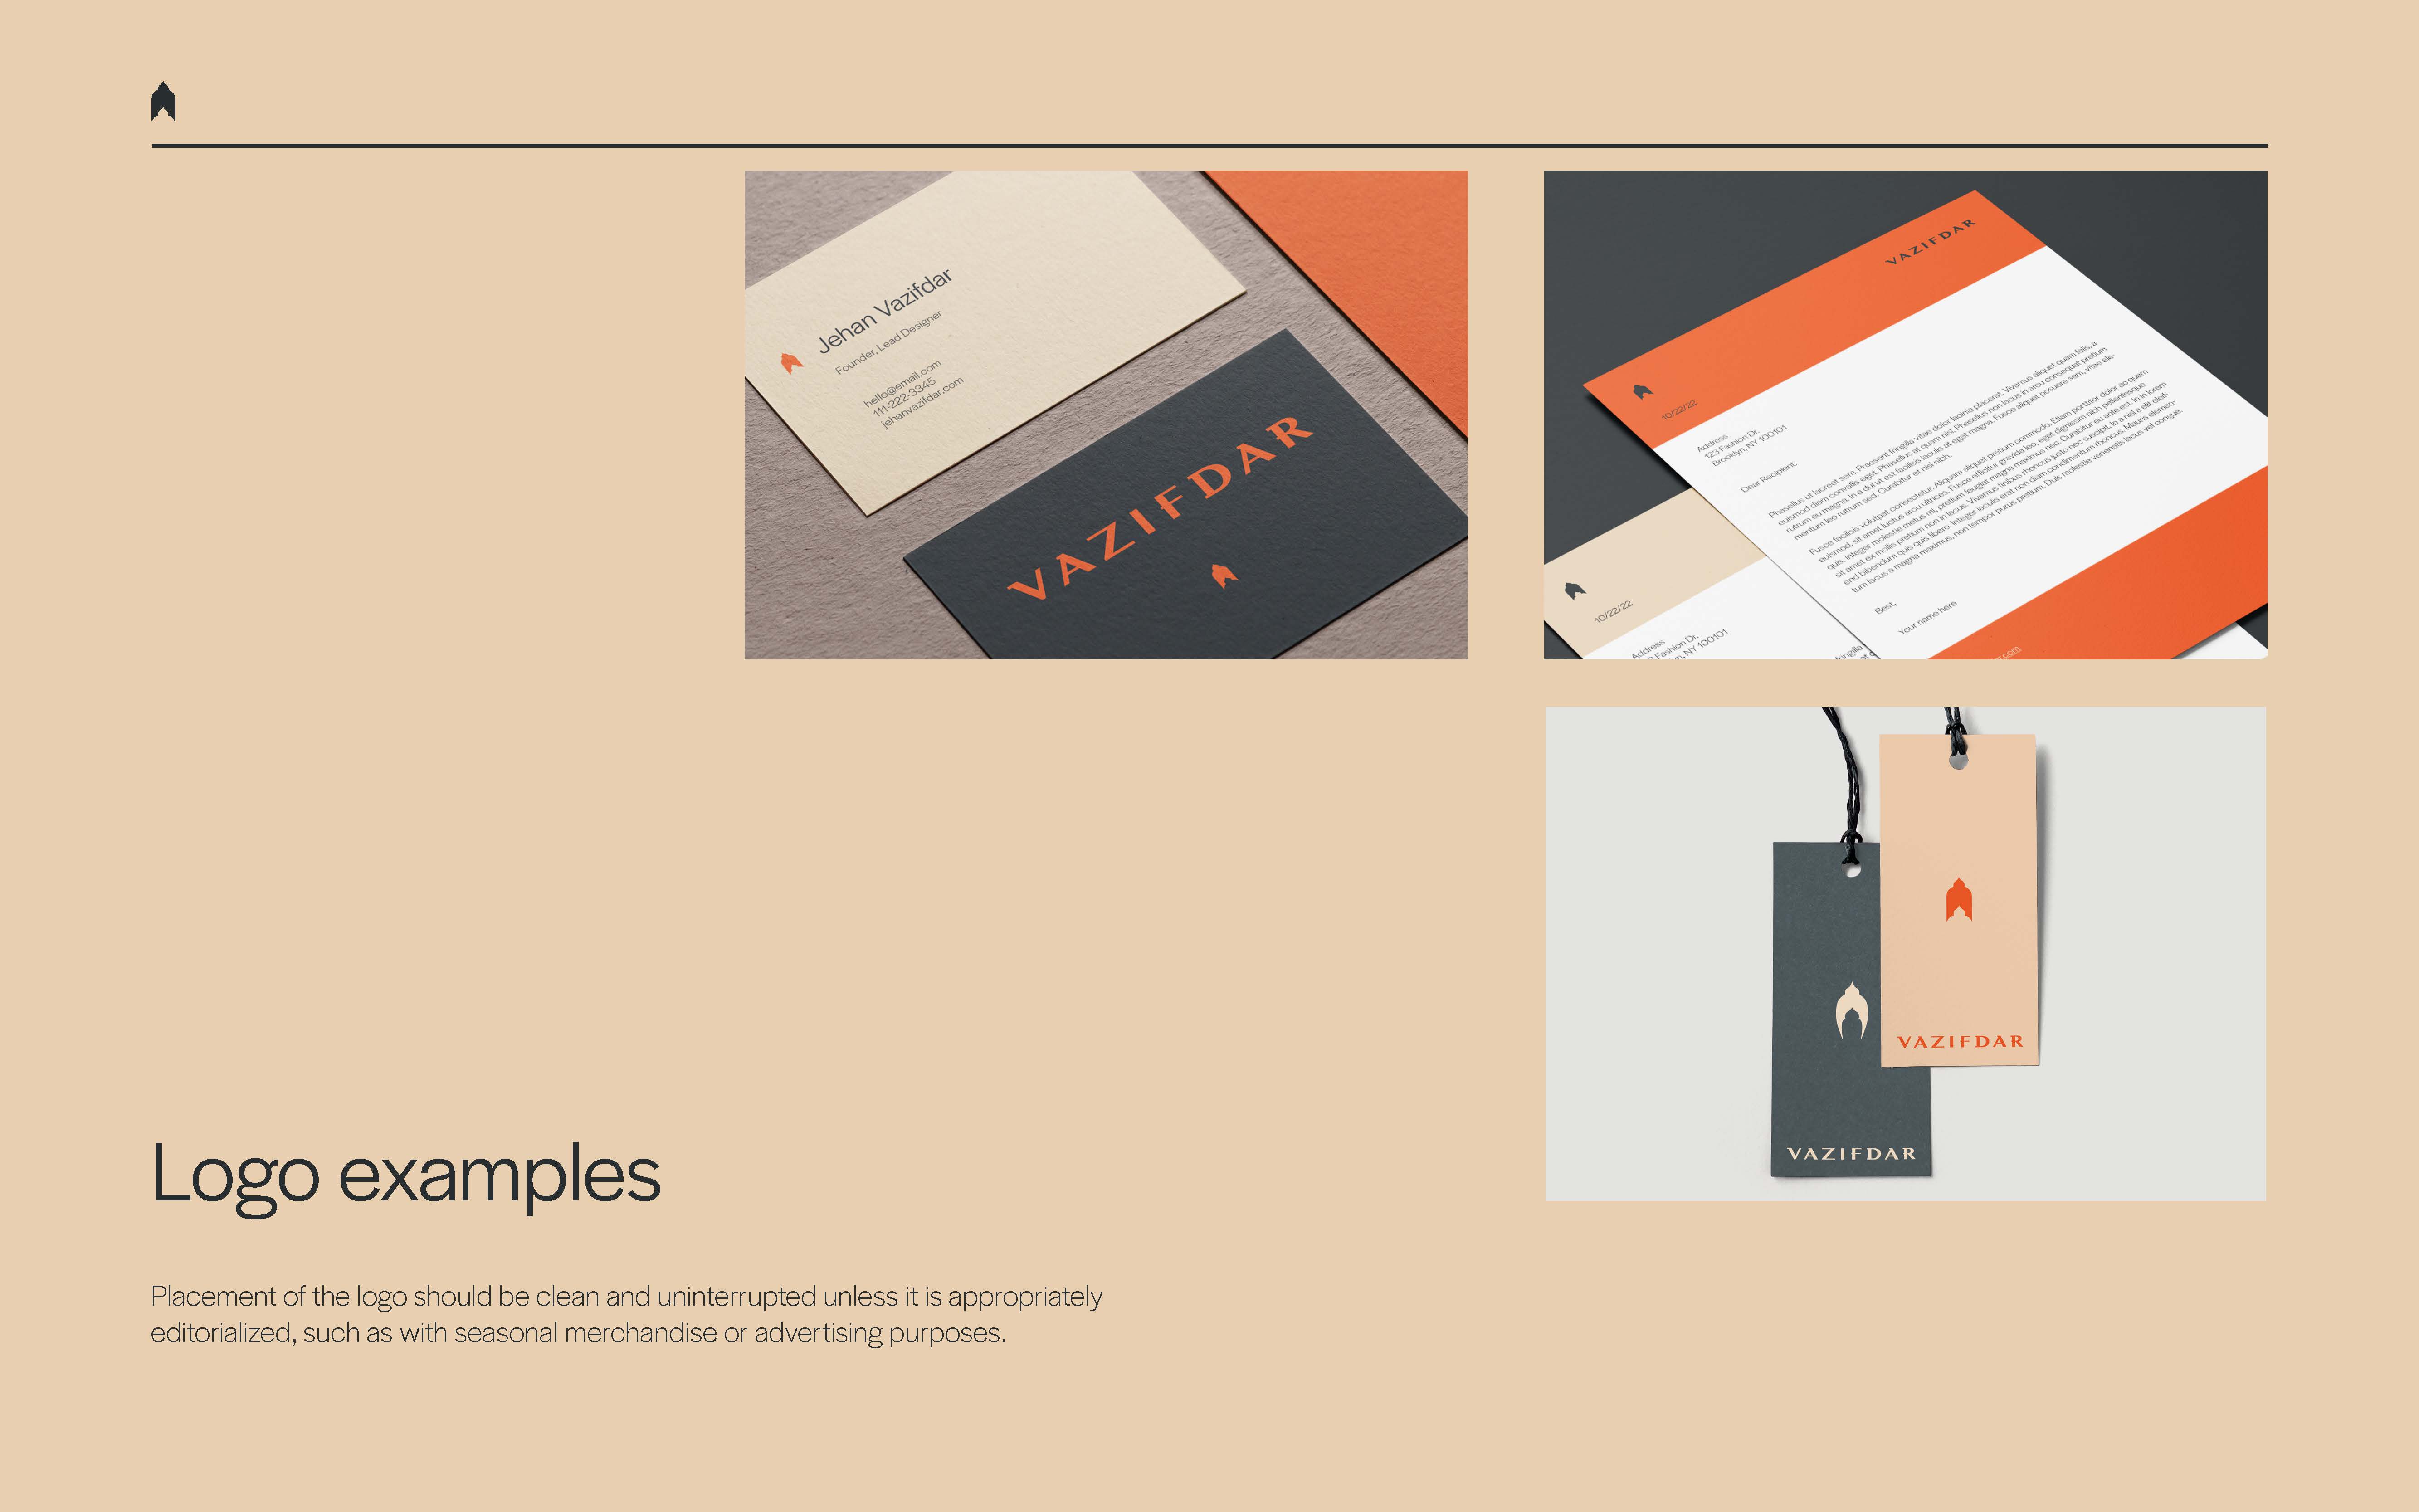 Jehan Vazifdar
Founder, Lead Designer
hello@email.com
111-222-3345
jehanvazifdar.com
VAZIFDAR
VAZIFDAR
10/22/22
Address
123 Fashion Dr.
Brooklyn, NY 100101
Dear Recipient:
Phasellus ut laoreet sem. Praesent fringilla vitae dolor lacinia placerat. Vivamus aliquet quam felis, a
euismod diam convallis eget. Phasellus at quam nisl. Phasellus non lacus in arcu consequat pretium
rutrum eu magna. In a dui ut est facilisis iaculis at eget magna. Fusce aliquet posuere sem, vitae ele-
mentum leo rutrum sed. Curabitur et nisl nibh.
Fusce facilisis volutpat consectetur. Aliquam aliquet pretium commodo. Etiam porttitor dolor ac quam
euismod, sit amet luctus arcu ultrices. Fusce efficitur gravida leo, eget dignissim nibh pellentesque
quis. Integer molestie metus mi, pretium feugiat magna maximus nec. Curabitur eu ante est. In in lorem
sit amet ex mollis pretium non in lacus. Vivamus finibus rhoncus justo nec suscipit. In a nisl a elit eleif-
end bibendum quis quis libero. Integer iaculis erat non diam condimentum rhoncus. Mauris elemen-
tum lacus a magna maximus, non tempor purus pretium. Duis molestie venenatis lacus vel congue.
Best,
Your name here
10/22/22
Address
Fashion Dr.
NY 100101
VAZIFDAR
VAZIFDAR
Logo examples
Placement of the logo should be clean and uninterrupted unless it is appropriately
editorialized, such as with seasonal merchandise or advertising purposes.